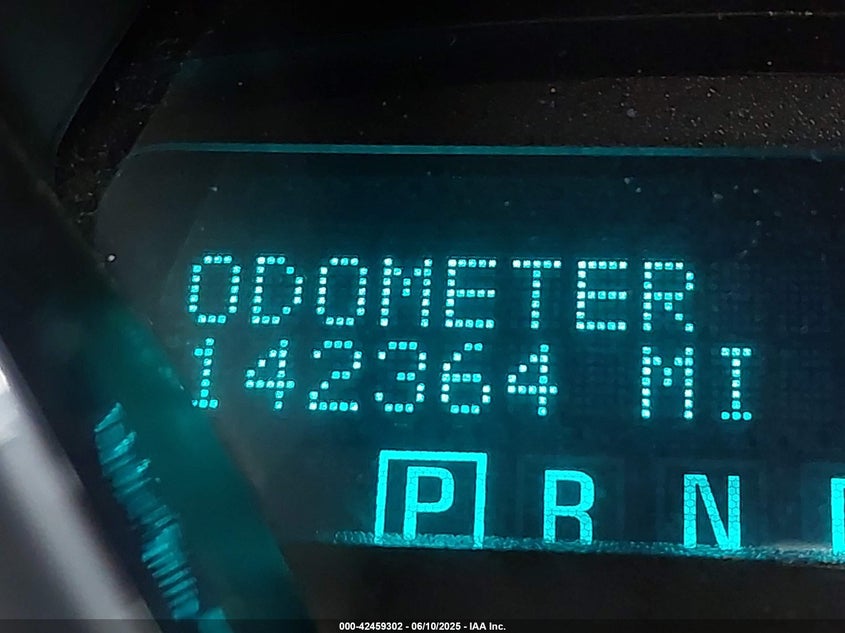 ODOMETER
142364 MI
P R N
000-42459302 - 06/10/2025 - IAA Inc.